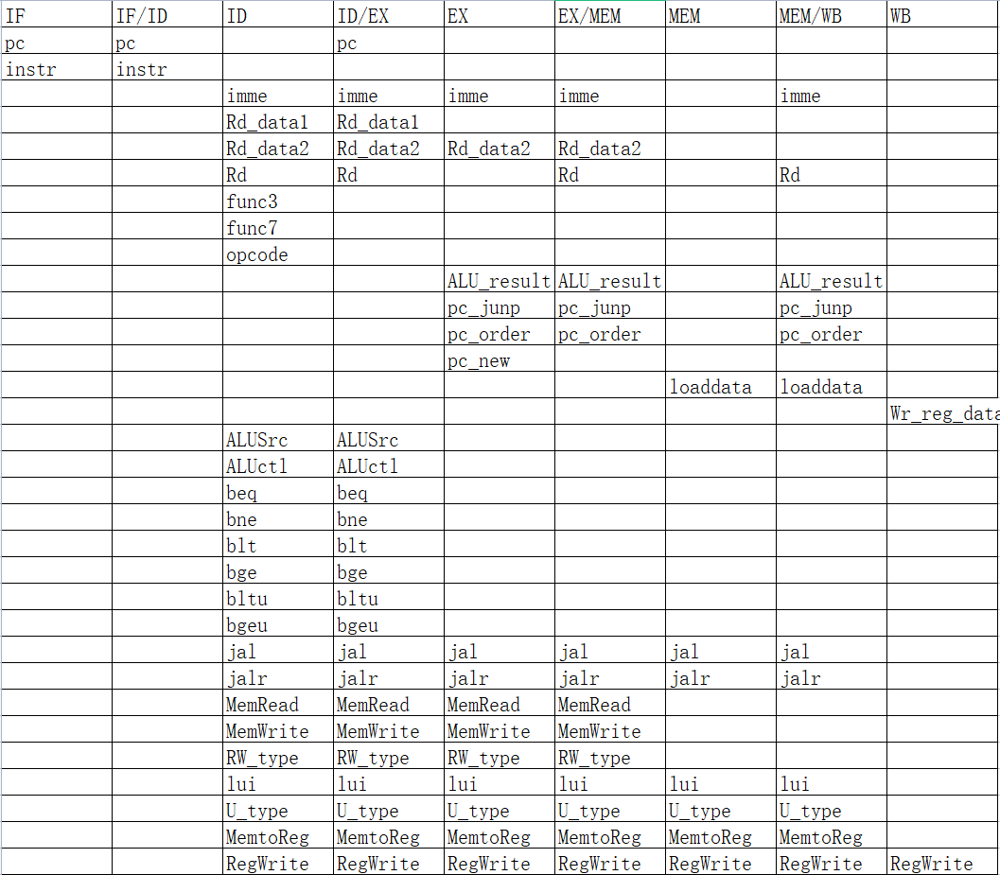 IF IF/ID ID ID/EX EX EX/MEM MEM MEM/WB WB
pc pc pc
instr instr
imme imme imme imme imme
Rd_data1 Rd_data1
Rd_data2 Rd_data2 Rd_data2 Rd_data2
Rd Rd Rd Rd
func3
func7
opcode
ALU_result ALU_result ALU_result
pc_junp pc_junp pc_junp
pc_order pc_order pc_order
pc_new
loaddata loaddata
Wr_reg_data
ALUSrc ALUSrc
ALUctl ALUctl
beq beq
bne bne
blt blt
bge bge
bltu bltu
bgeu bgeu
jal jal jal jal jal jal
jalr jalr jalr jalr jalr jalr
MemRead MemRead MemRead MemRead
MemWrite MemWrite MemWrite MemWrite
RW_type RW_type RW_type RW_type
lui lui lui lui lui lui
U_type U_type U_type U_type U_type U_type
MemtoReg MemtoReg MemtoReg MemtoReg MemtoReg MemtoReg
RegWrite RegWrite RegWrite RegWrite RegWrite RegWrite RegWrite